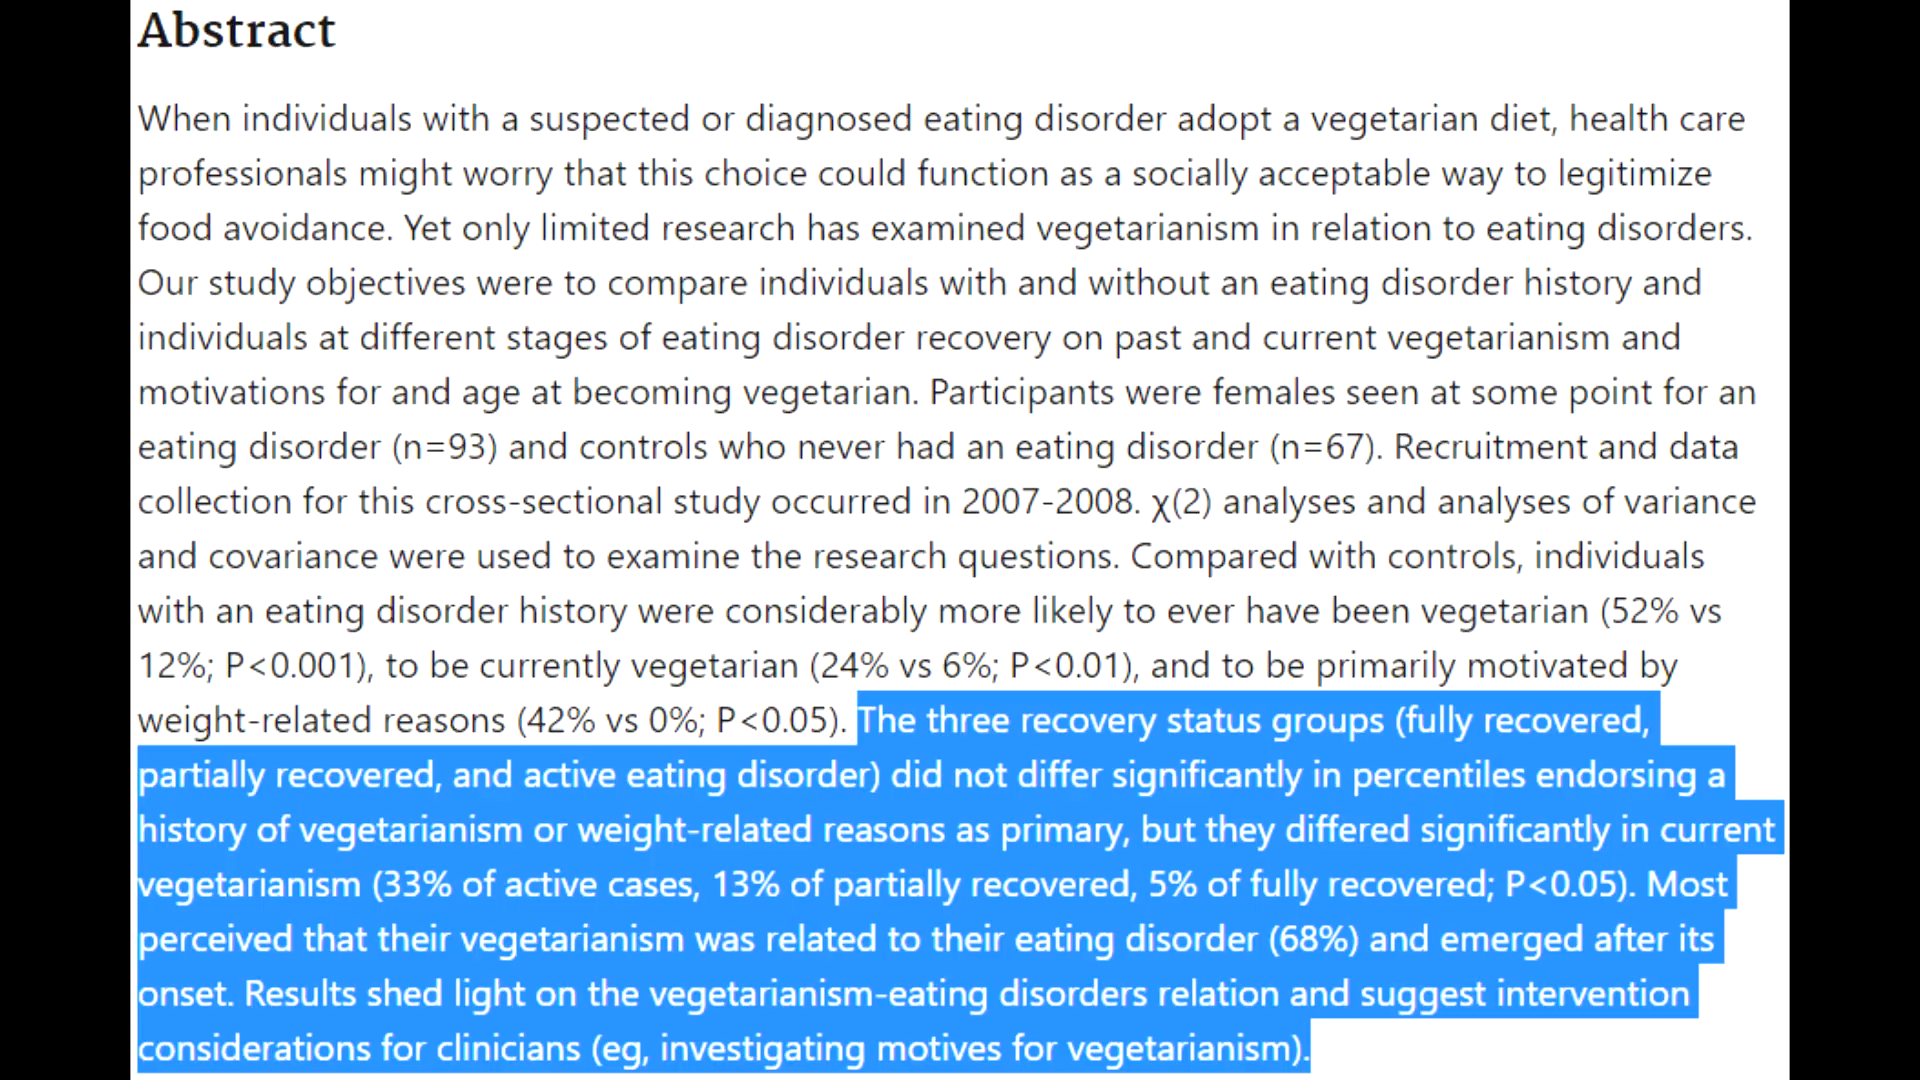 Abstract
When individuals with a suspected or diagnosed eating disorder adopt a vegetarian diet, health care
professionals might worry that this choice could function as a socially acceptable way to legitimize
food avoidance. Yet only limited research has examined vegetarianism in relation to eating disorders.
Our study objectives were to compare individuals with and without an eating disorder history and
individuals at different stages of eating disorder recovery on past and current vegetarianism and
motivations for and age at becoming vegetarian. Participants were females seen at some point for an
eating disorder (n=93) and controls who never had an eating disorder (n=67). Recruitment and data
collection for this cross-sectional study occurred in 2007-2008. χ(2) analyses and analyses of variance
and covariance were used to examine the research questions. Compared with controls, individuals
with an eating disorder history were considerably more likely to ever have been vegetarian (52% vs
12%; P<0.001), to be currently vegetarian (24% vs 6%; P<0.01), and to be primarily motivated by
weight-related reasons (42% vs 0%; P<0.05). The three recovery status groups (fully recovered,
partially recovered, and active eating disorder) did not differ significantly in percentiles endorsing a
history of vegetarianism or weight-related reasons as primary, but they differed significantly in current
vegetarianism (33% of active cases, 13% of partially recovered, 5% of fully recovered; P<0.05). Most
perceived that their vegetarianism was related to their eating disorder (68%) and emerged after its
onset. Results shed light on the vegetarianism-eating disorders relation and suggest intervention
considerations for clinicians (eg, investigating motives for vegetarianism).